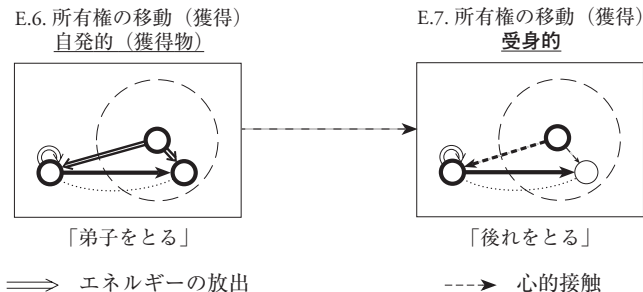 E.6. 所有権の移動（獲得）
自発的（獲得物）
E.7. 所有権の移動（獲得）
受身的
「弟子をとる」
「後れをとる」
エネルギーの放出
心的接触